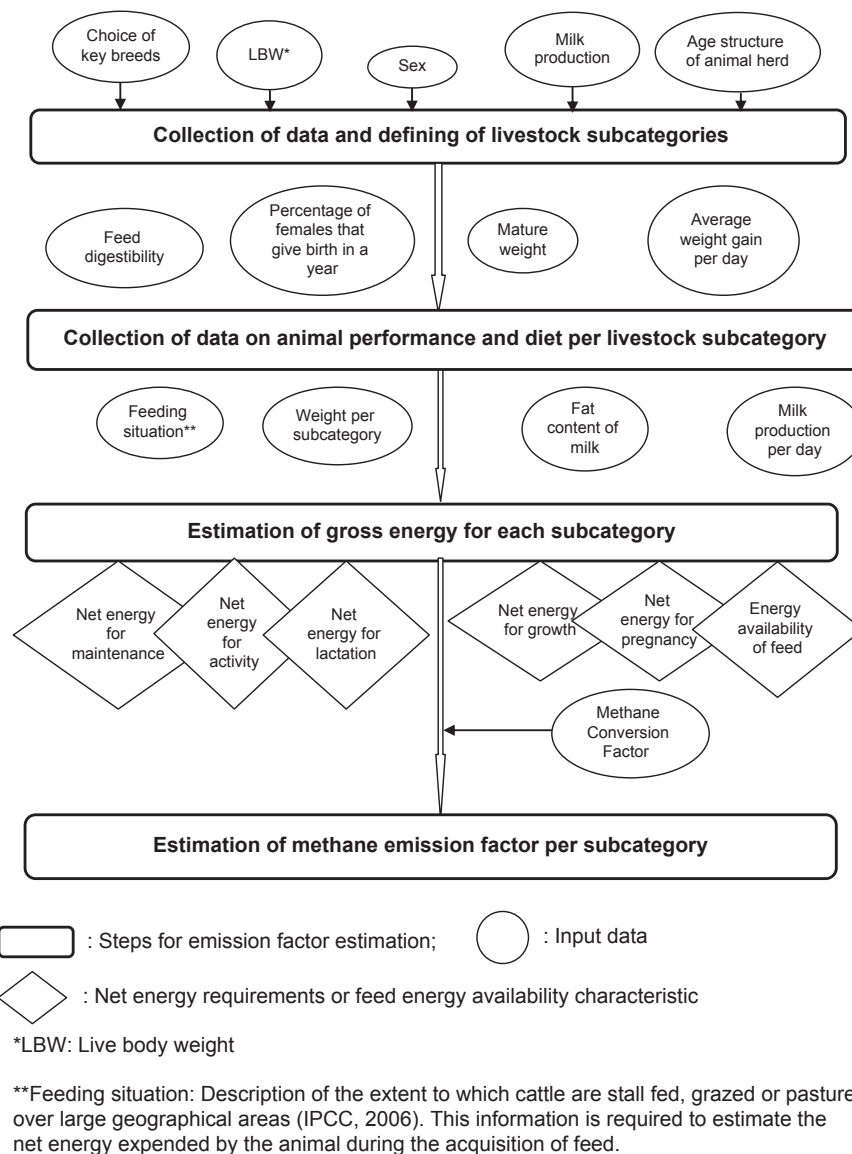 Choice of
key breeds
LBW*
Sex
Milk
production
Age structure
of animal herd
Collection of data and defining of livestock subcategories
Feed
digestibility
Percentage of
females that
give birth in a
year
Mature
weight
Average
weight gain
per day
Collection of data on animal performance and diet per livestock subcategory
Feeding
situation**
Weight per
subcategory
Fat
content of
milk
Milk
production
per day
Estimation of gross energy for each subcategory
Net energy
for
maintenance
Net
energy
for
activity
Net
energy for
lactation
Net energy
for growth
Net
energy for
pregnancy
Energy
availability
of feed
Methane
Conversion
Factor
Estimation of methane emission factor per subcategory
: Steps for emission factor estimation;
: Input data
: Net energy requirements or feed energy availability characteristic
*LBW: Live body weight
**Feeding situation: Description of the extent to which cattle are stall fed, grazed or pasture
over large geographical areas (IPCC, 2006). This information is required to estimate the
net energy expended by the animal during the acquisition of feed.